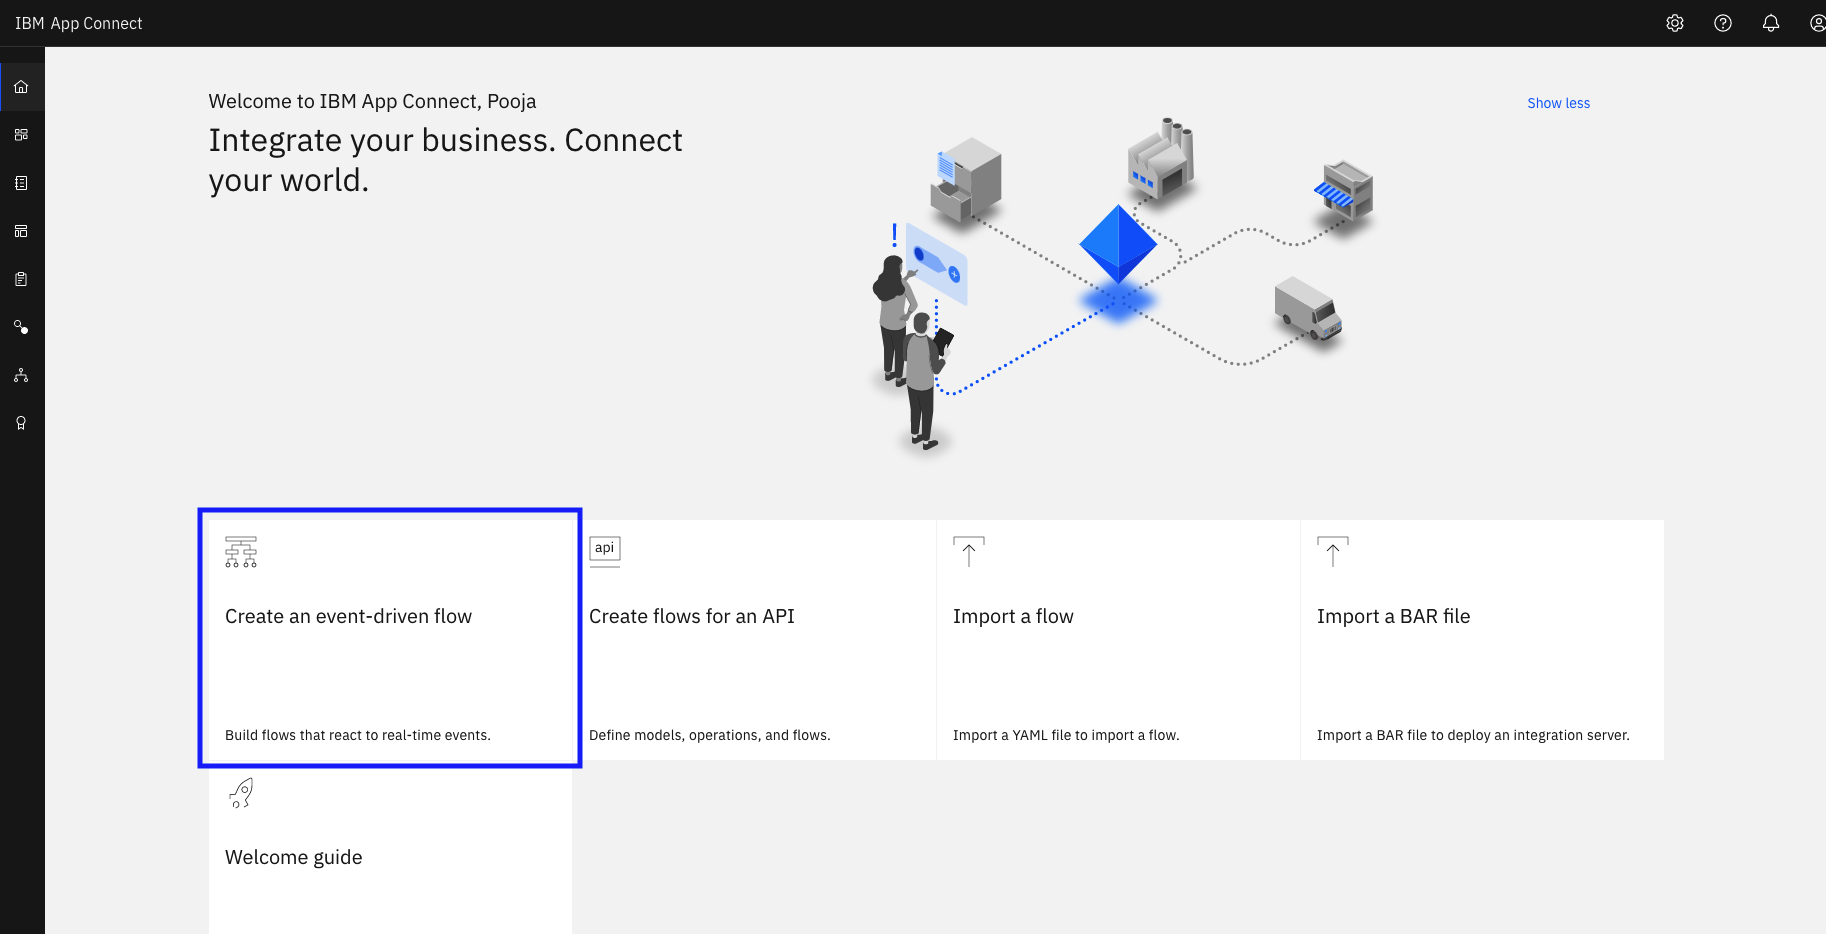 IBM App Connect
Welcome to IBM App Connect, Pooja
Show less
Integrate your business. Connect
your world.
api
Create an event-driven flow
Create flows for an API
Import a flow
Import a BAR file
Build flows that react to real-time events.
Define models, operations, and flows.
Import a YAML file to import a flow.
Import a BAR file to deploy an integration server.
Welcome guide